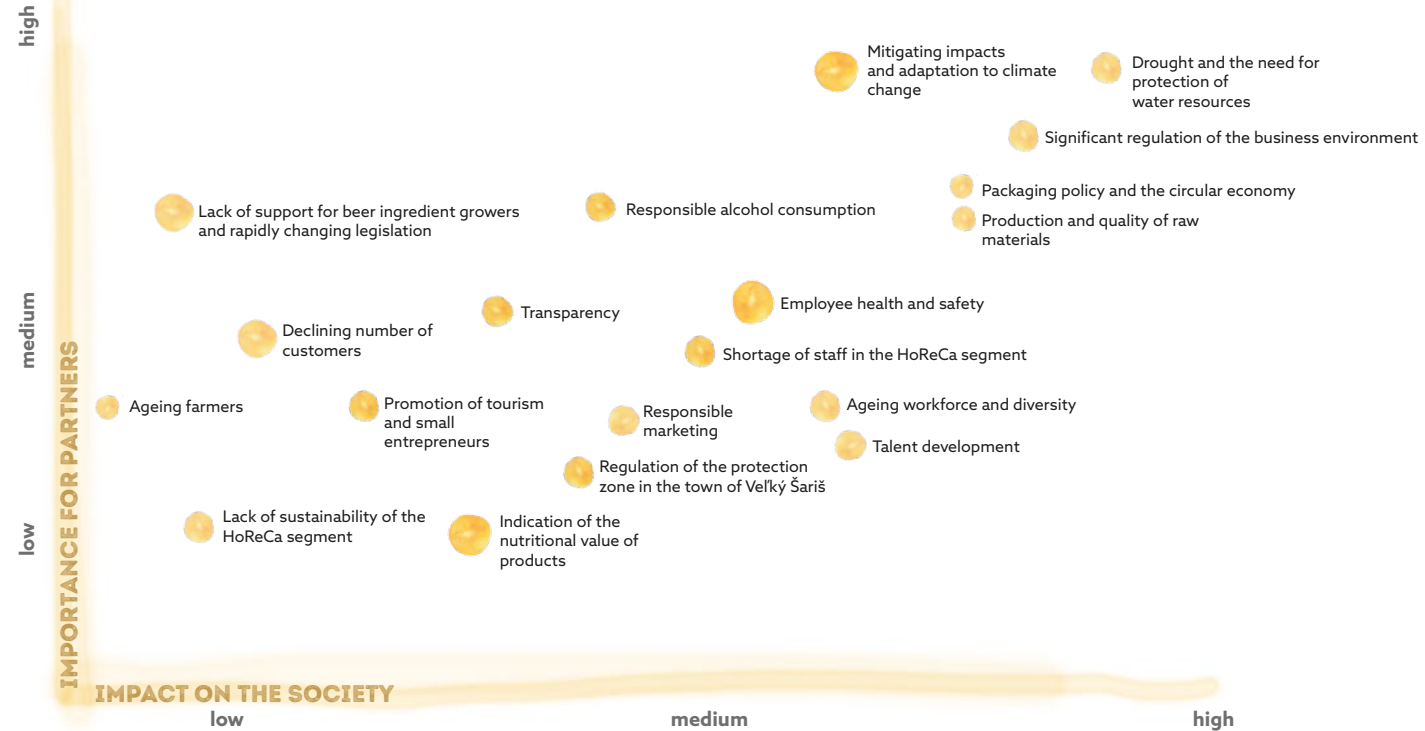 high
Mitigating impacts
and adaptation to climate
change
Drought and the need for
protection of
water resources
Significant regulation of the business environment
Packaging policy and the circular economy
Production and quality of raw
materials
Lack of support for beer ingredient growers
and rapidly changing legislation
Responsible alcohol consumption
medium
Employee health and safety
Transparency
Declining number of
customers
Shortage of staff in the HoReCa segment
Ageing farmers
Promotion of tourism
and small
entrepreneurs
Responsible
marketing
Ageing workforce and diversity
Talent development
Regulation of the protection
zone in the town of Veľký Šariš
low
Lack of sustainability of the
HoReCa segment
Indication of the
nutritional value of
products
IMPORTANCE FOR PARTNERS
IMPACT ON THE SOCIETY
low
medium
high